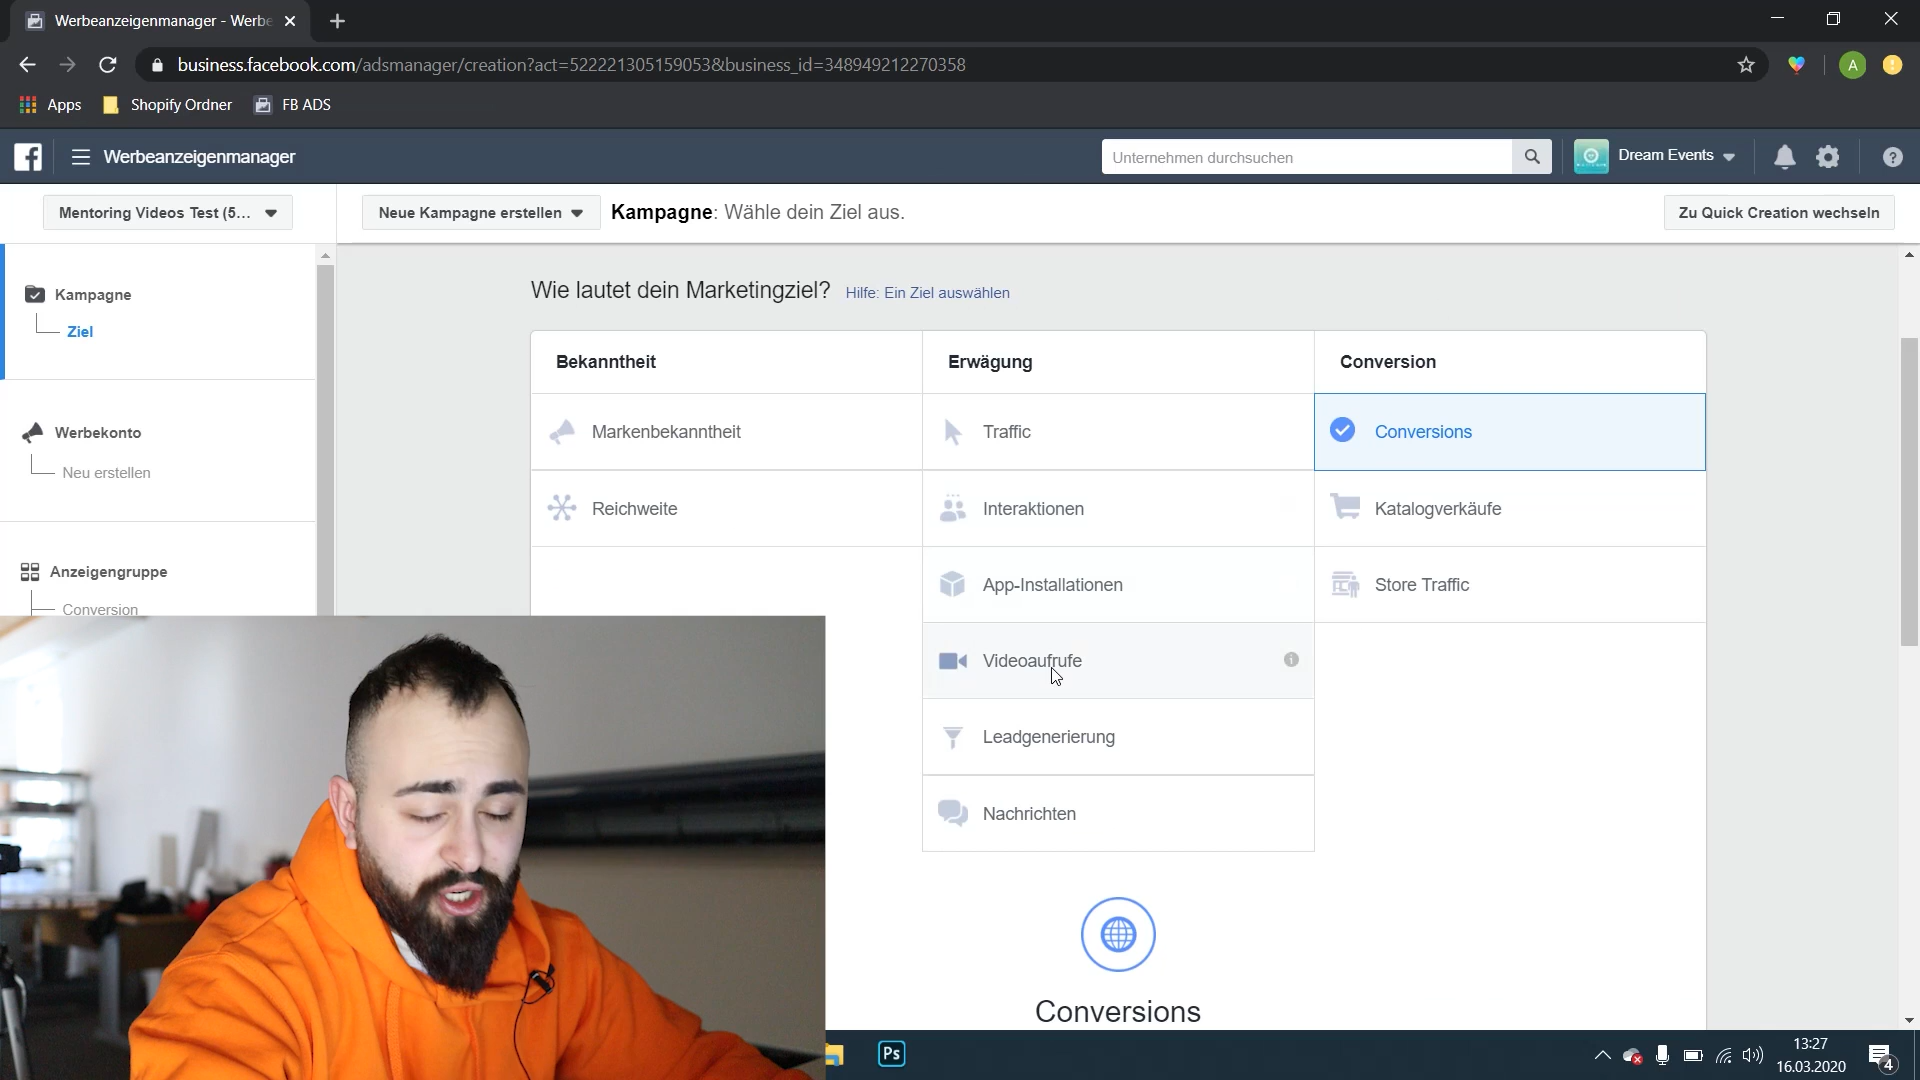 Werbeanzeigenmanager - Werbe
business.facebook.com/adsmanager/creation?act=522221305159053&business_id=348949212270358
A
Apps
Shopify Ordner
FB ADS
Werbeanzeigenmanager
Unternehmen durchsuchen
Dream Events
Mentoring Videos Test (5...
Neue Kampagne erstellen
Kampagne: Wähle dein Ziel aus.
Zu Quick Creation wechseln
Kampagne
Ziel
Werbekonto
Neu erstellen
Anzeigengruppe
Conversion
Wie lautet dein Marketingziel?
Hilfe: Ein Ziel auswählen
Bekanntheit
Erwägung
Conversion
Markenbekanntheit
Traffic
Conversions
Reichweite
Interaktionen
Katalogverkäufe
App-Installationen
Store Traffic
Videoaufrufe
Leadgenerierung
Nachrichten
Conversions
Ps
13:27
16.03.2020
4